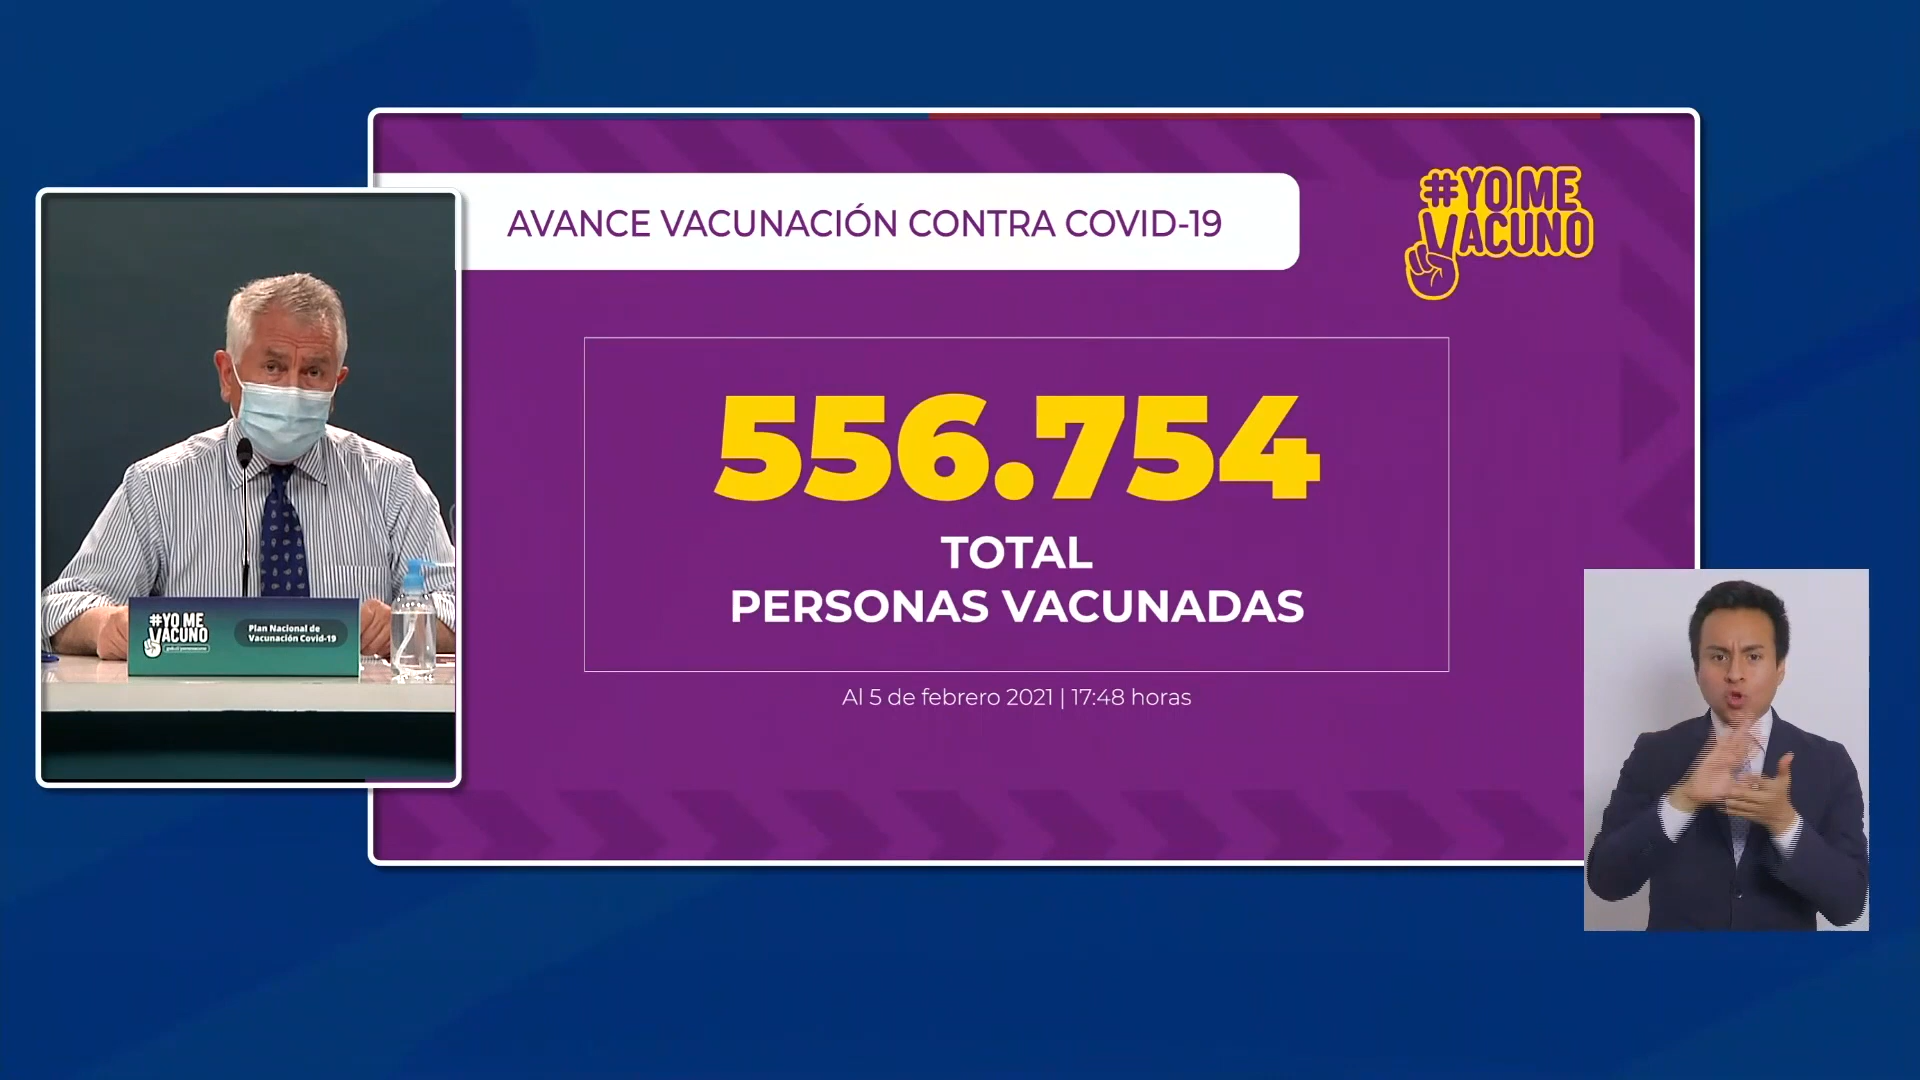 AVANCE VACUNACIÓN CONTRA COVID-19
#YO ME
VACUNO
556.754
TOTAL
PERSONAS VACUNADAS
Al 5 de febrero 2021 | 17:48 horas
#YO ME
VACUNO
Plan Nacional de
Vacunación Covid-19